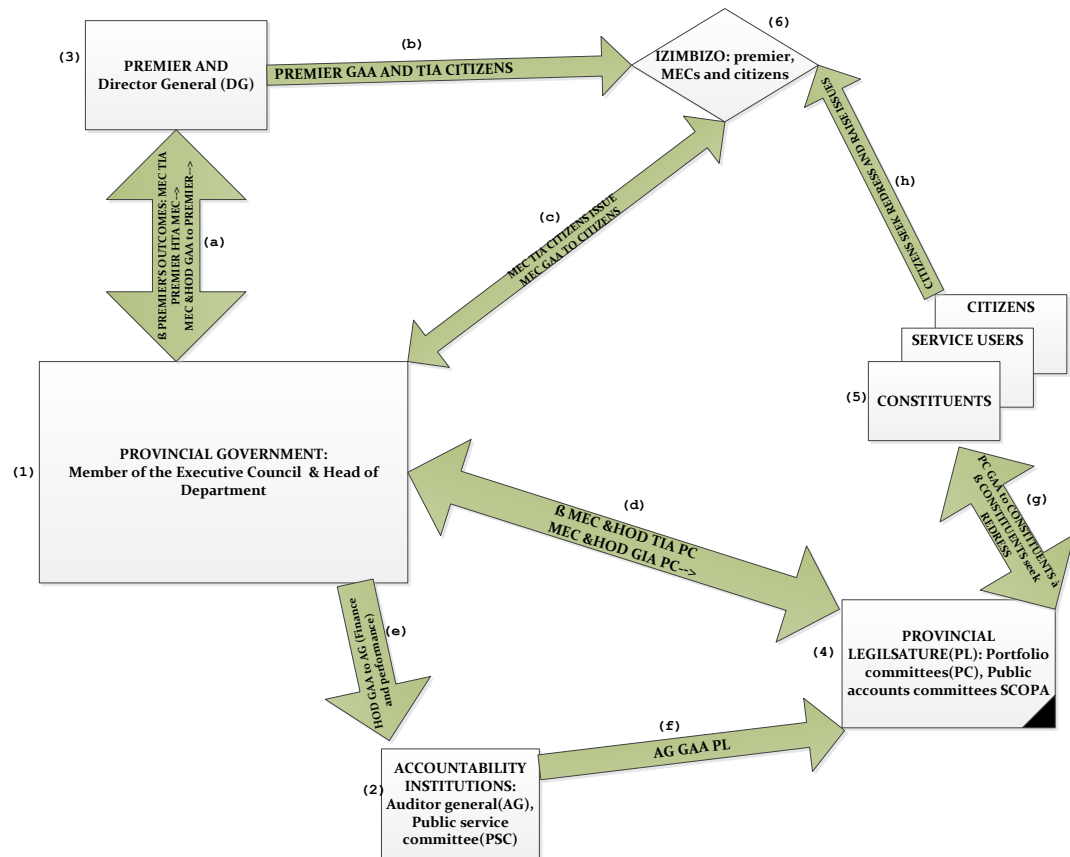 (3)
PREMIER AND
Director General (DG)
(b)
PREMIER GAA AND TIA CITIZENS
(6)
IZIMBIZO: premier,
MECs and citizens
ß PREMIER'S OUTCOMES: MEC TIA
PREMIER HTA MEC-->
MEC &HOD GAA to PREMIER-->
(a)
(c)
MEC TIA CITIZENS ISSUE
MEC GAA TO CITIZENS
(h)
CITIZENS SEEK REDRESS AND RAISE ISSUES
CITIZENS
SERVICE USERS
(5)
CONSTITUENTS
(1)
PROVINCIAL GOVERNMENT:
Member of the Executive Council & Head of
Department
(d)
ß MEC &HOD TIA PC
MEC &HOD GIA PC-->
(g)
PC GAA to CONSTITUENTS à
ß CONSTITUENTS seek
REDRESS
(e)
HOD GAA to AG (Finance
and performance)
(4)
PROVINCIAL
LEGILSATURE(PL): Portfolio
committees(PC), Public
accounts committees SCOPA
(f)
AG GAA PL
(2)
ACCOUNTABILITY
INSTITUTIONS:
Auditor general(AG),
Public service
committee(PSC)